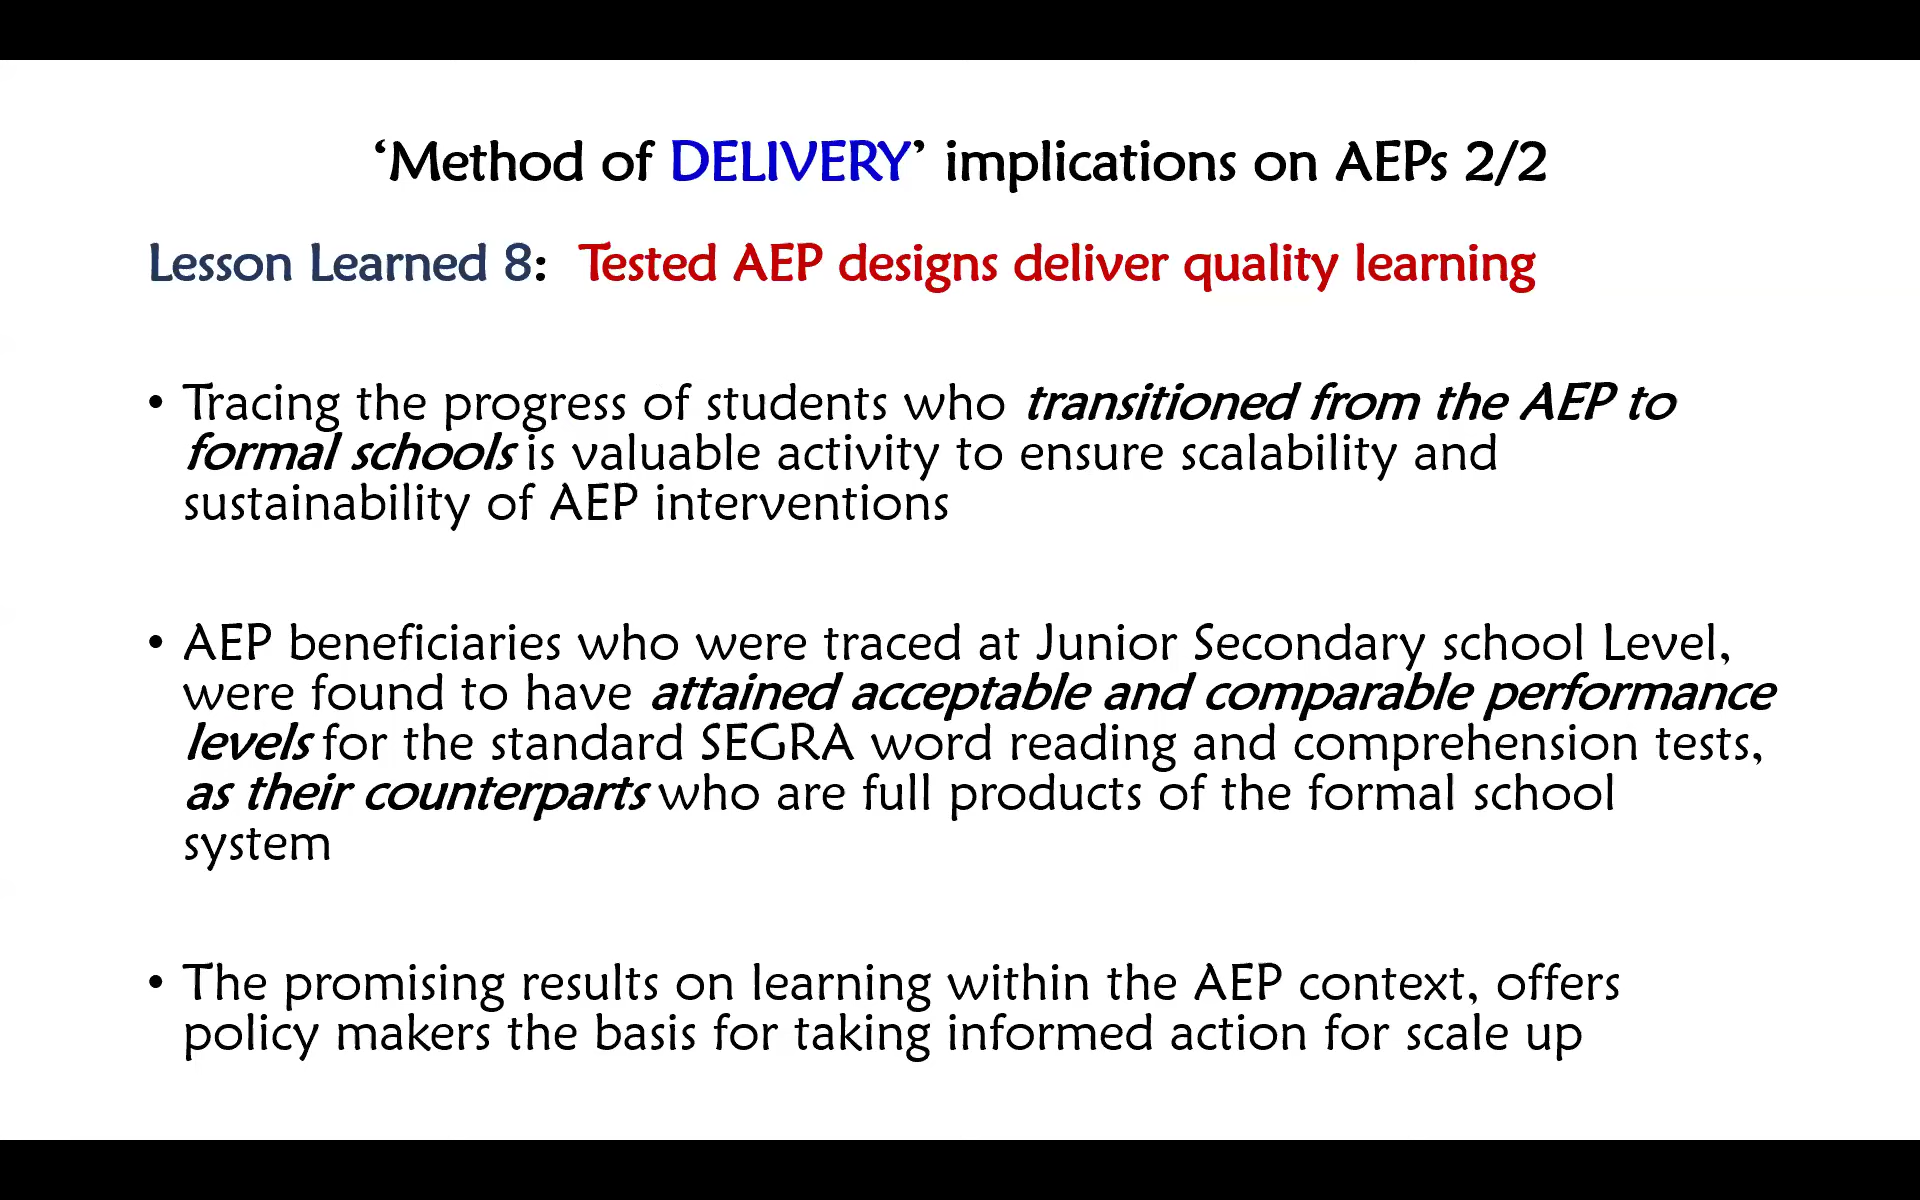 ‘Method of DELIVERY’ implications on AEPs 2/2
Lesson Learned 8: Tested AEP designs deliver quality learning
• Tracing the progress of students who transitioned from the AEP to
formal schools is valuable activity to ensure scalability and
sustainability of AEP interventions
• AEP beneficiaries who were traced at Junior Secondary school Level,
were found to have attained acceptable and comparable performance
levels for the standard SEGRA word reading and comprehension tests,
as their counterparts who are full products of the formal school
system
• The promising results on learning within the AEP context, offers
policy makers the basis for taking informed action for scale up